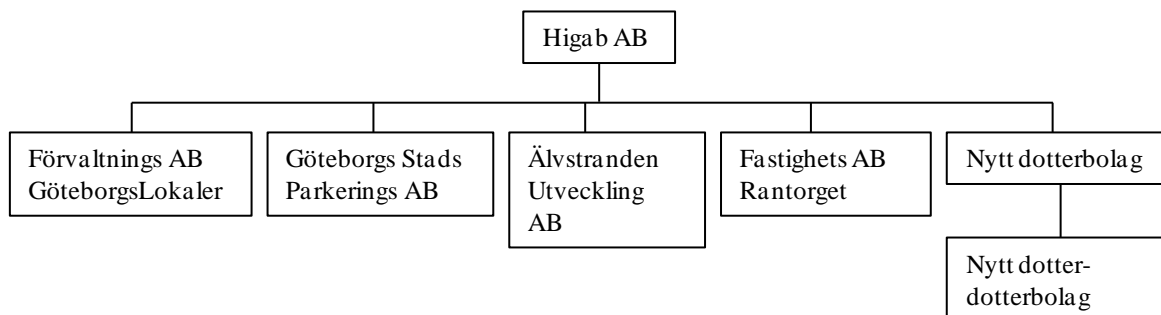 Higab AB
Förvaltnings AB
GöteborgsLokaler
Göteborgs Stads
Parkerings AB
Älvstranden
Utveckling
AB
Fastighets AB
Rantorget
Nytt dotterbolag
Nytt dotter-
dotterbolag